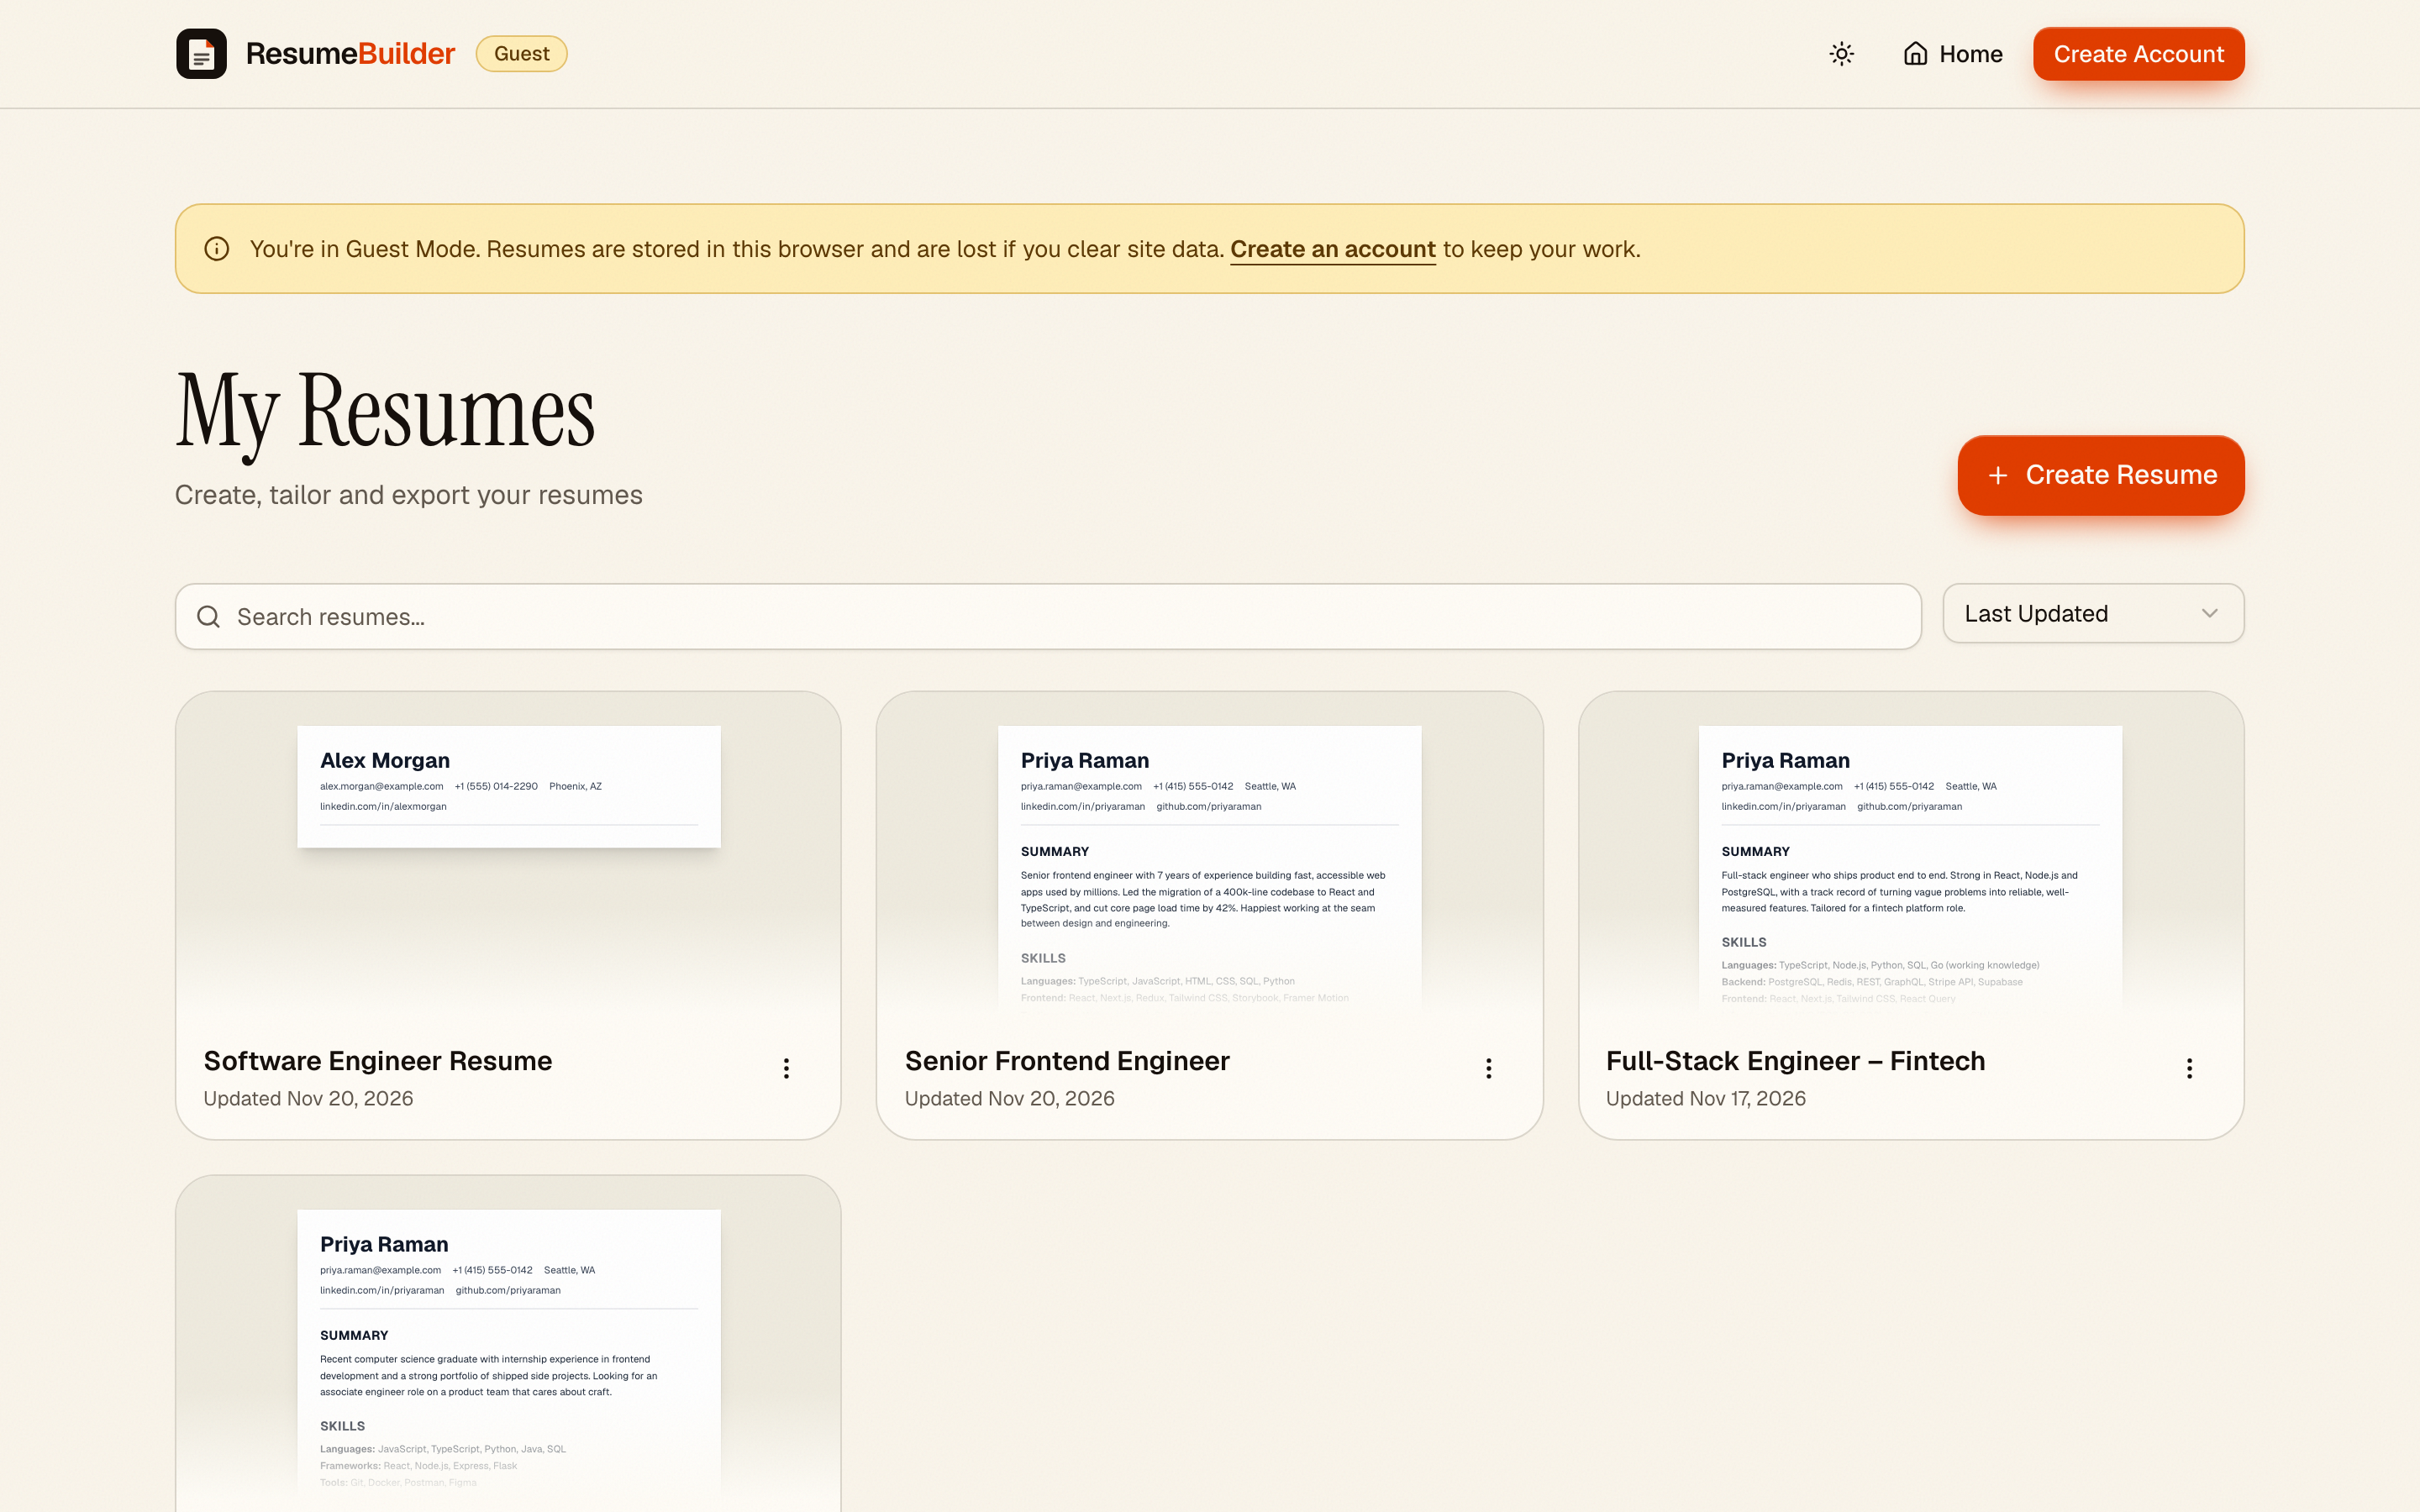 ResumeBuilder
Guest
Home
Create Account
You're in Guest Mode. Resumes are stored in this browser and are lost if you clear site data. Create an account to keep your work.
My Resumes
Create, tailor and export your resumes
+ Create Resume
Search resumes...
Last Updated
Alex Morgan
alex.morgan@example.com +1 (555) 014-2290 Phoenix, AZ
linkedin.com/in/alexmorgan
Software Engineer Resume
Updated Nov 20, 2026
Priya Raman
priya.raman@example.com +1 (415) 555-0142 Seattle, WA
linkedin.com/in/priyaraman github.com/priyaraman
SUMMARY
Senior frontend engineer with 7 years of experience building fast, accessible web
apps used by millions. Led the migration of a 400k-line codebase to React and
TypeScript, and cut core page load time by 42%. Happiest working at the seam
between design and engineering.
SKILLS
Languages: TypeScript, JavaScript, HTML, CSS, SQL, Python
Frontend: React, Next.js, Redux, Tailwind CSS, Storybook, Framer Motion
Senior Frontend Engineer
Updated Nov 20, 2026
Priya Raman
priya.raman@example.com +1 (415) 555-0142 Seattle, WA
linkedin.com/in/priyaraman github.com/priyaraman
SUMMARY
Full-stack engineer who ships product end to end. Strong in React, Node.js and
PostgreSQL, with a track record of turning vague problems into reliable, well-
measured features. Tailored for a fintech platform role.
SKILLS
Languages: TypeScript, Node.js, Python, SQL, Go (working knowledge)
Backend: PostgreSQL, Redis, REST, GraphQL, Stripe API, Supabase
Frontend: React, Next.js, Tailwind CSS, React Query
Full-Stack Engineer – Fintech
Updated Nov 17, 2026
Priya Raman
priya.raman@example.com +1 (415) 555-0142 Seattle, WA
linkedin.com/in/priyaraman github.com/priyaraman
SUMMARY
Recent computer science graduate with internship experience in frontend
development and a strong portfolio of shipped side projects. Looking for an
associate engineer role on a product team that cares about craft.
SKILLS
Languages: JavaScript, TypeScript, Python, Java, SQL
Frameworks: React, Node.js, Express, Flask
Tools: Git, Docker, Postman, Figma